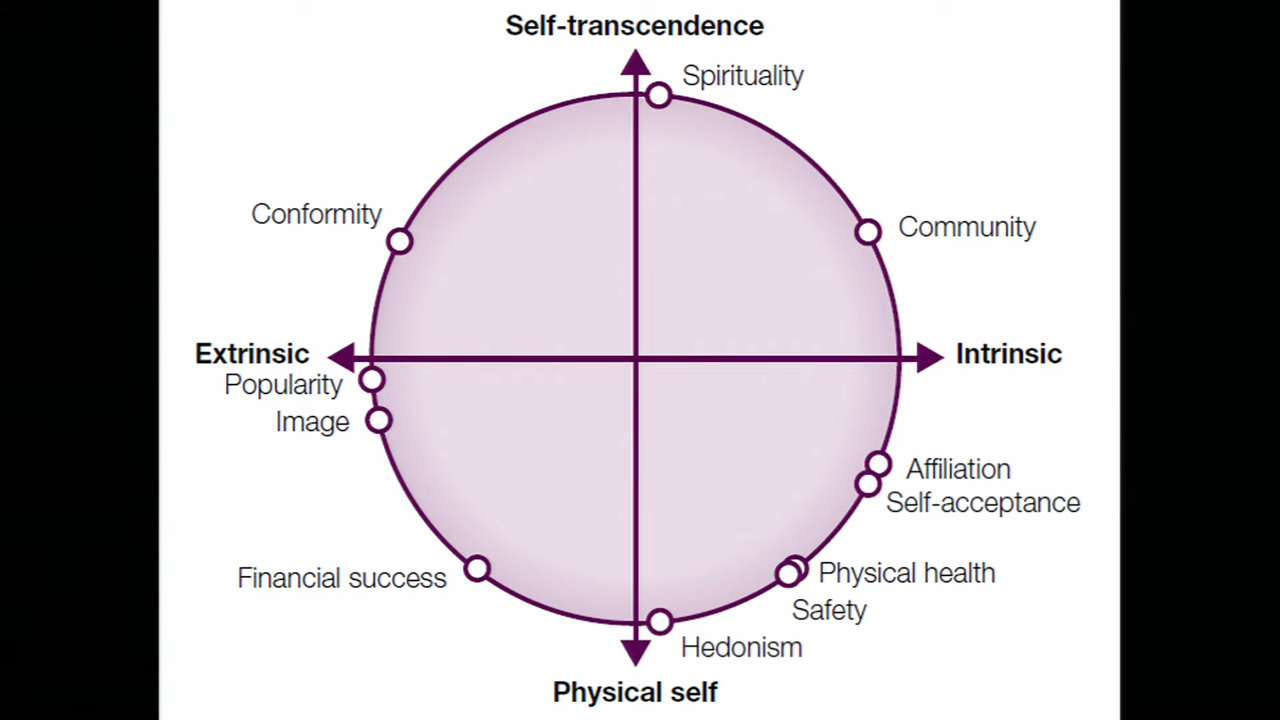 Self-transcendence
Spirituality
Conformity
Community
Extrinsic
Intrinsic
Popularity
Image
Affiliation
Self-acceptance
Financial success
Physical health
Safety
Hedonism
Physical self